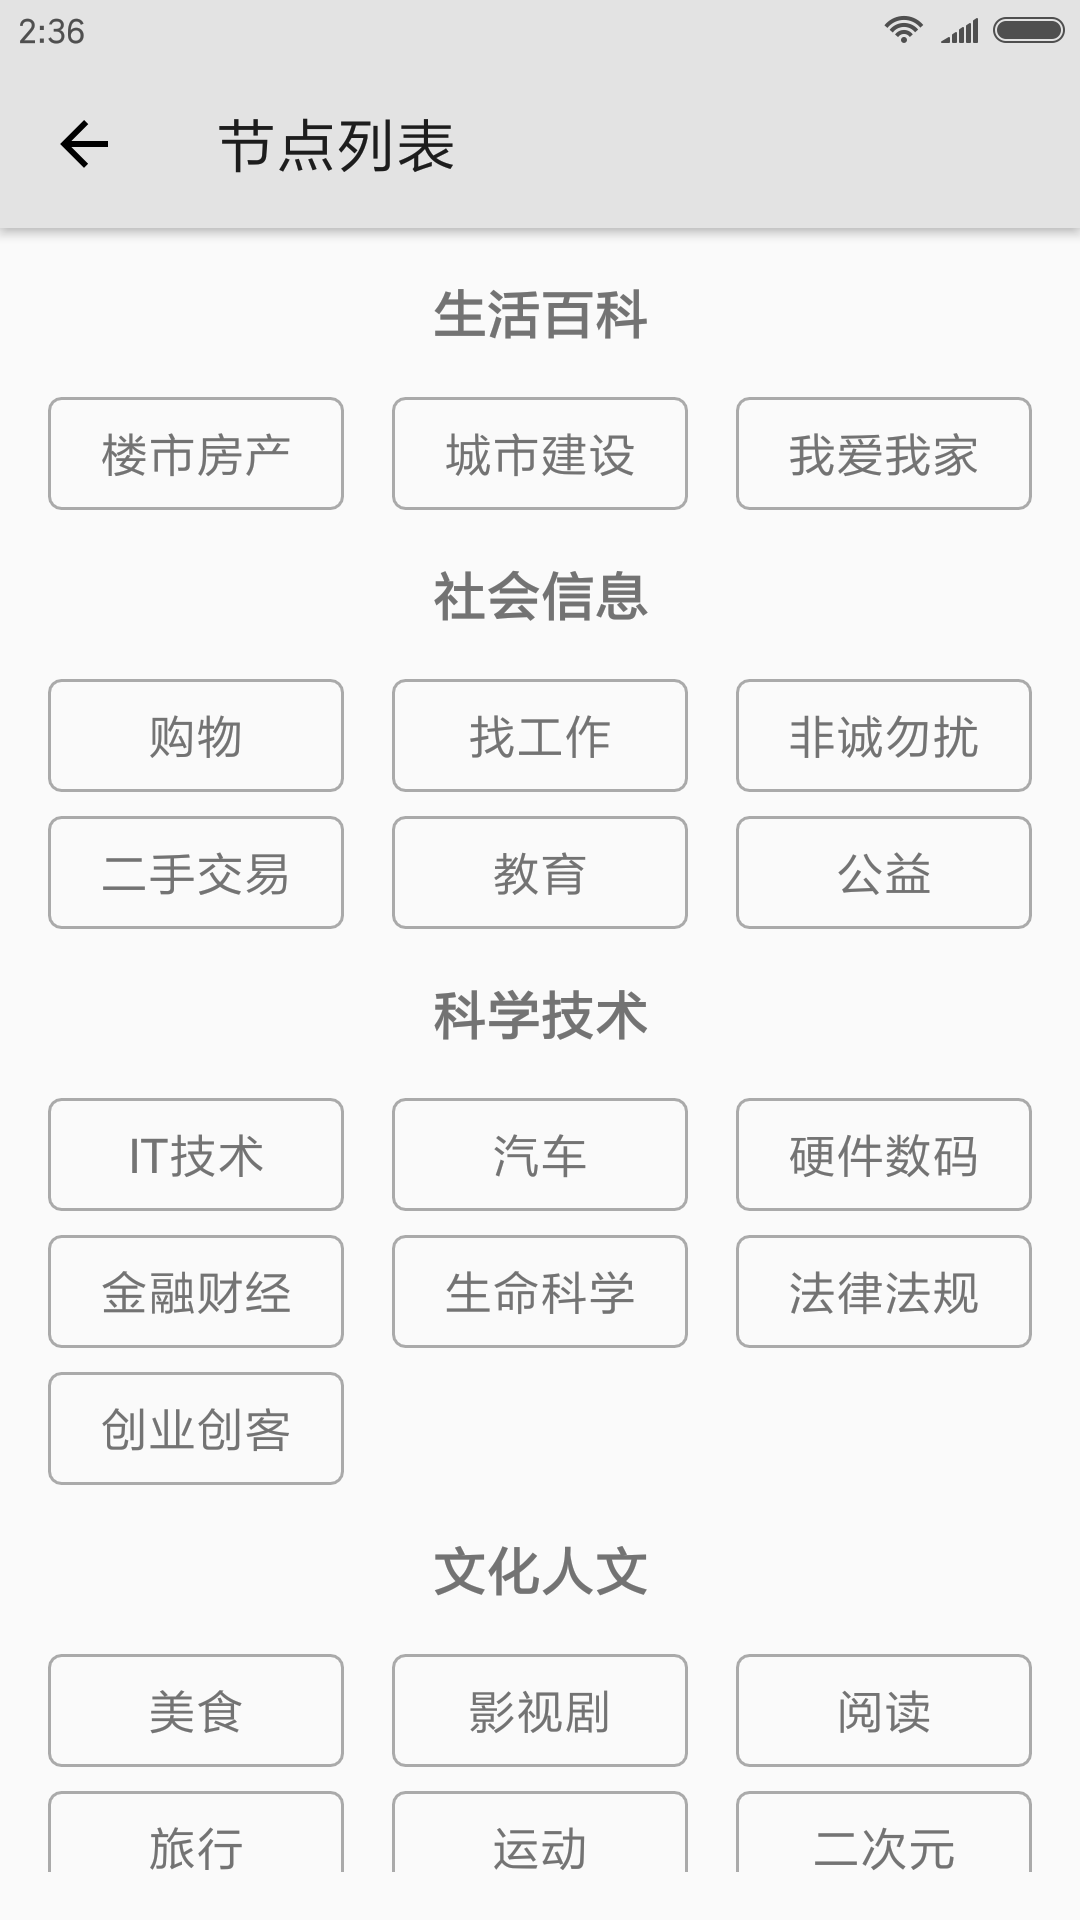 2:36
节点列表
生活百科
楼市房产 城市建设 我爱我家
社会信息
购物 找工作 非诚勿扰
二手交易 教育 公益
科学技术
IT技术 汽车 硬件数码
金融财经 生命科学 法律法规
创业创客
文化人文
美食 影视剧 阅读
旅行 运动 二次元